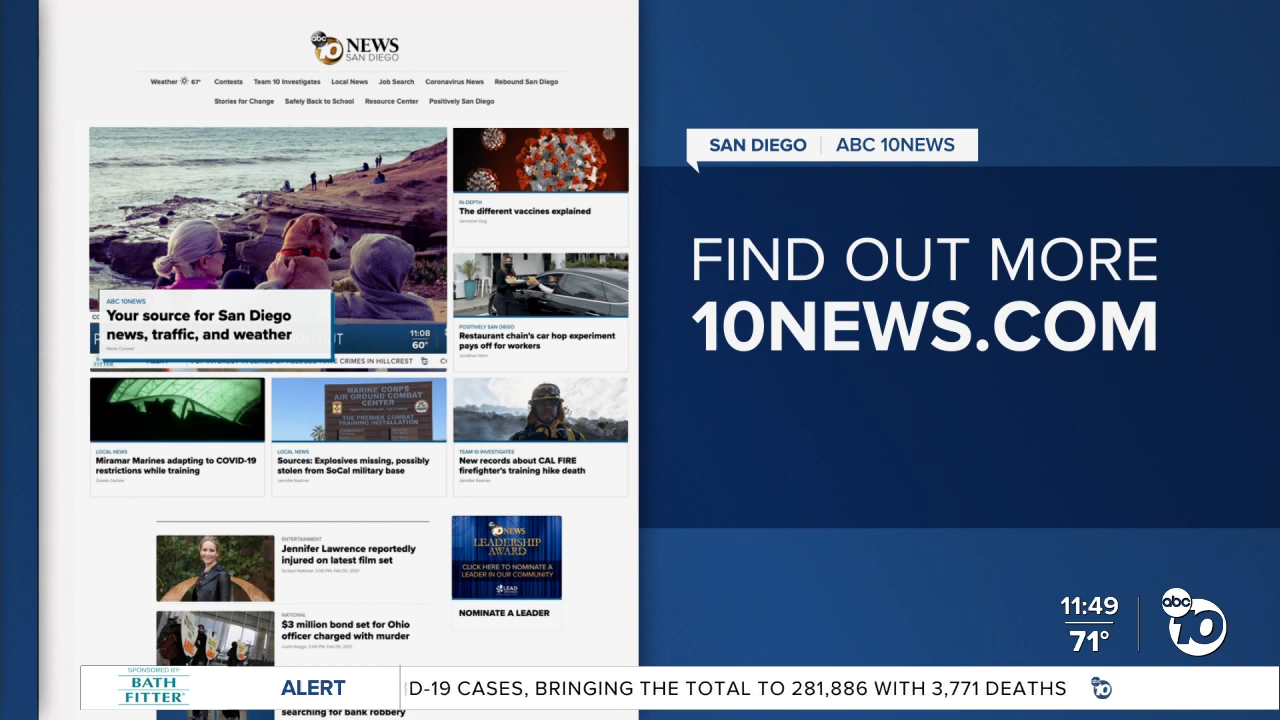 abc 10 NEWS
SAN DIEGO
Weather 67°
Contests
Team 10 Investigates
Local News
Job Search
Coronavirus News
Rebound San Diego
Stories for Change
Safely Back to School
Resource Center
Positively San Diego
ABC 10NEWS
Your source for San Diego
news, traffic, and weather
11:08
60°
CRIMES IN HILLCREST
IN-DEPTH
The different vaccines explained
POSITIVELY SAN DIEGO
Restaurant chain's car hop experiment
pays off for workers
LOCAL NEWS
Miramar Marines adapting to COVID-19
restrictions while training
MARINE CORPS
AIR GROUND COMBAT
CENTER
THE PREMIER COMBAT
TRAINING INSTALLATION
LOCAL NEWS
Sources: Explosives missing, possibly
stolen from SoCal military base
TEAM 10 INVESTIGATES
New records about CAL FIRE
firefighter's training hike death
ENTERTAINMENT
Jennifer Lawrence reportedly
injured on latest film set
NATIONAL
$3 million bond set for Ohio
officer charged with murder
searching for bank robbery
10 NEWS
LEADERSHIP
AWARD
CLICK HERE TO NOMINATE A
LEADER IN OUR COMMUNITY
LEAD
NOMINATE A LEADER
SAN DIEGO | ABC 10NEWS
FIND OUT MORE
10NEWS.COM
11:49
71°
abc 10
SPONSORED BY:
BATH
FITTER®
ALERT
D-19 CASES, BRINGING THE TOTAL TO 281,886 WITH 3,771 DEATHS